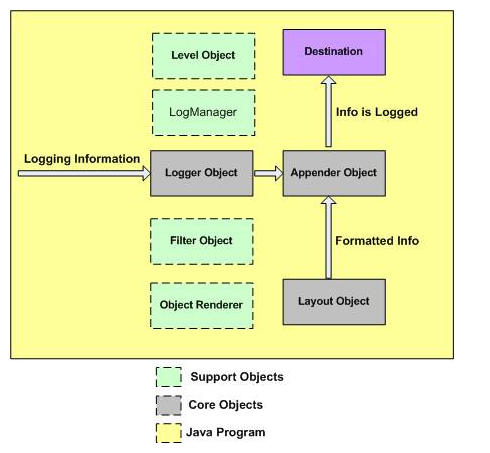 Level Object
Destination
LogManager
Info is Logged
Logging Information
Logger Object
Appender Object
Filter Object
Formatted Info
Object Renderer
Layout Object
Support Objects
Core Objects
Java Program